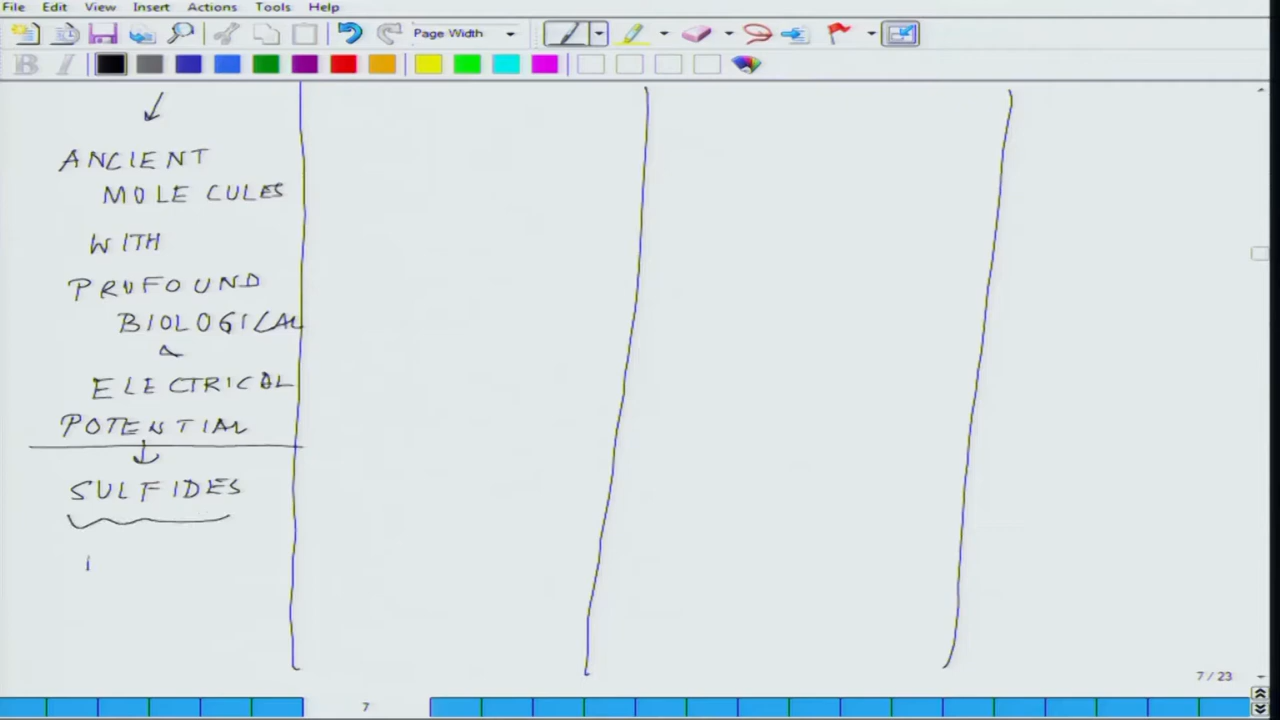 File Edit View Insert Actions Tools Help
Page Width
B I
ANCIENT
MOLECULES
WITH
PROFOUND
BIOLOGICAL
&
ELECTRICAL
POTENTIAL
SULFIDES
7 / 23
7